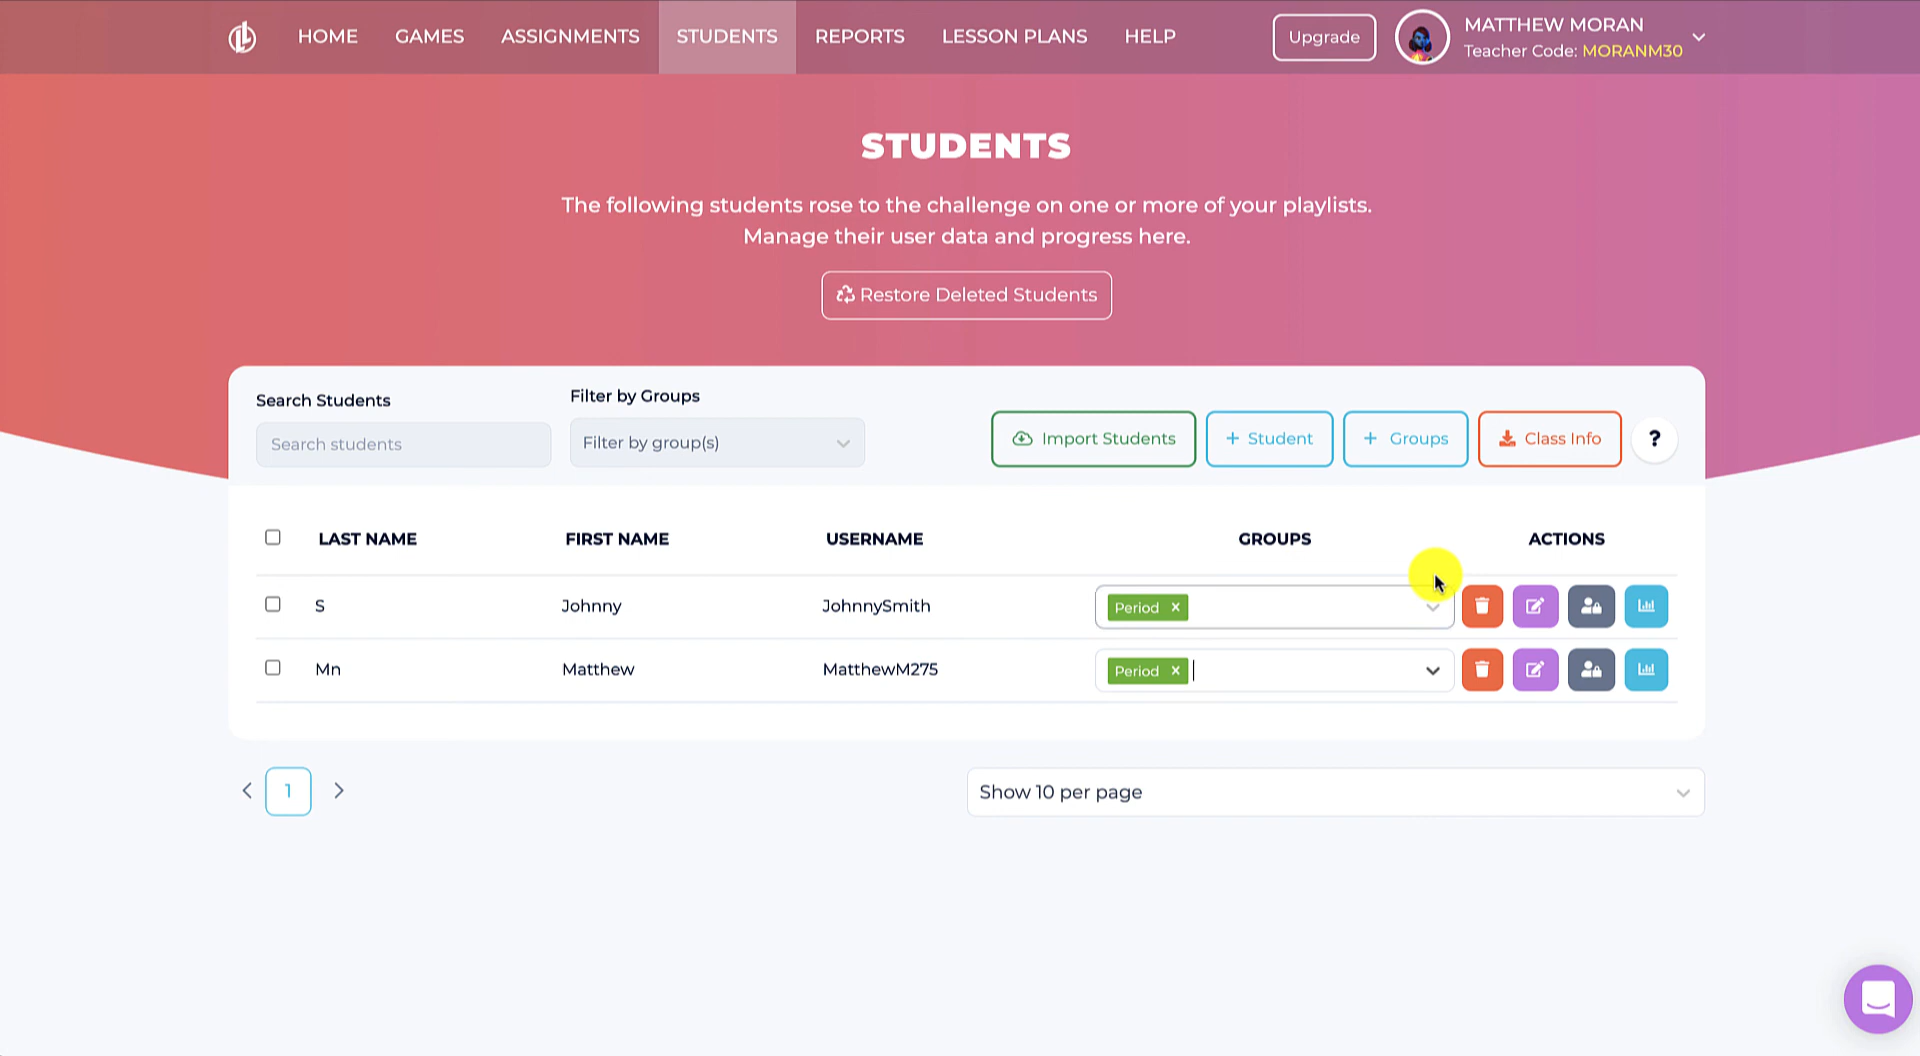 HOME GAMES ASSIGNMENTS STUDENTS REPORTS LESSON PLANS HELP Upgrade MATTHEW MORAN
Teacher Code: MORANM30
STUDENTS
The following students rose to the challenge on one or more of your playlists.
Manage their user data and progress here.
Restore Deleted Students
Search Students
Filter by Groups
Search students
Filter by group(s)
Import Students
+ Student
+ Groups
Class Info
?
LAST NAME FIRST NAME USERNAME GROUPS ACTIONS
S Johnny JohnnySmith Period ×
Mn Matthew MatthewM275 Period ×
1
Show 10 per page